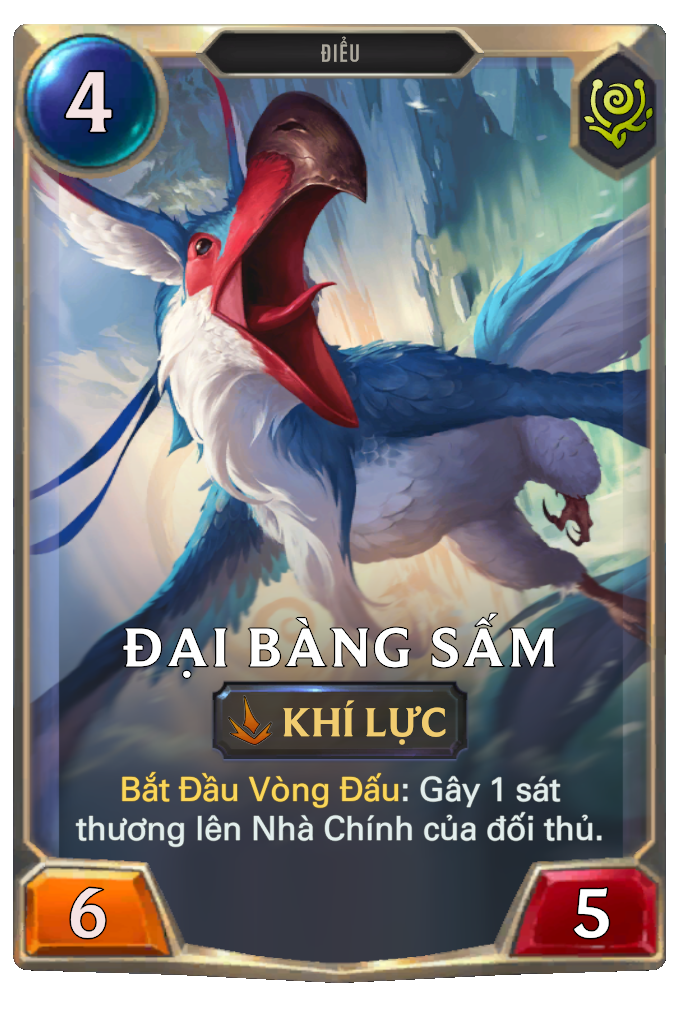 ĐIỂU
4
ĐẠI BÀNG SẤM
KHÍ LỰC
Bắt Đầu Vòng Đấu: Gây 1 sát
thương lên Nhà Chính của đối thủ.
6
5